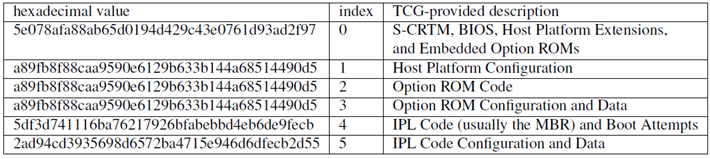 hexadecimal value index TCG-provided description
5e078afa88ab65d0194d429c43e0761d93ad2f97 0 S-CRTM, BIOS, Host Platform Extensions,
and Embedded Option ROMs
a89fb8f88caa9590e6129b633b144a68514490d5 1 Host Platform Configuration
a89fb8f88caa9590e6129b633b144a68514490d5 2 Option ROM Code
a89fb8f88caa9590e6129b633b144a68514490d5 3 Option ROM Configuration and Data
5df3d741116ba76217926bfabebbd4eb6de9fecb 4 IPL Code (usually the MBR) and Boot Attempts
2ad94cd3935698d6572ba4715e946d6dfecb2d55 5 IPL Code Configuration and Data